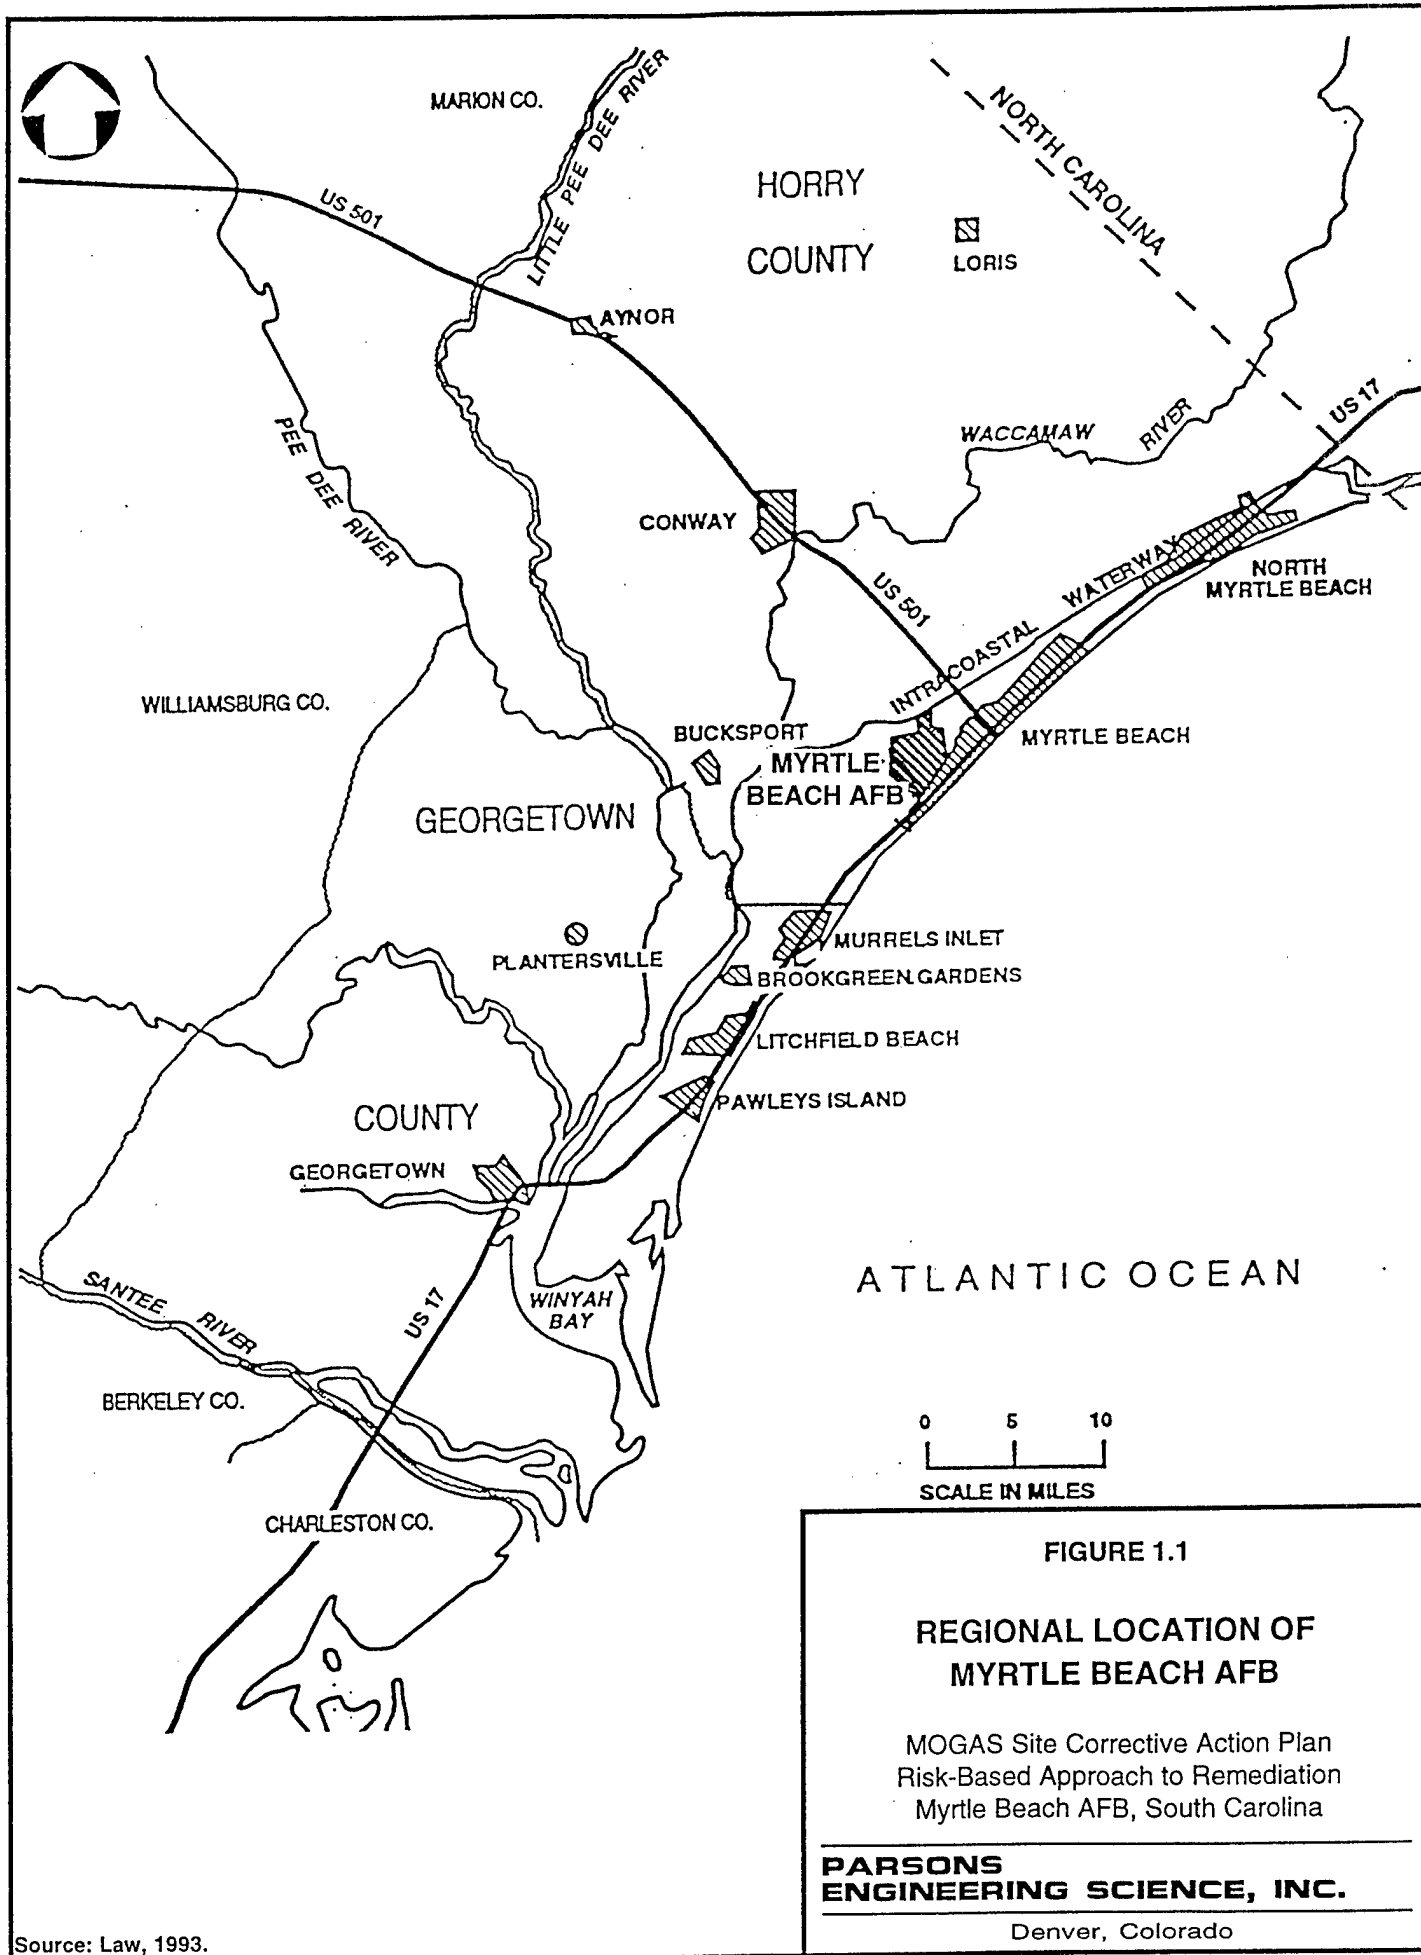 MARION CO.
LITTLE PEE DEE RIVER
HORRY
COUNTY
NORTH CAROLINA
LORIS
US 501
AYNOR
US 17
PEE DEE RIVER
WACCAMAW RIVER
CONWAY
US 501
INTRACOASTAL WATERWAY
NORTH
MYRTLE BEACH
WILLIAMSBURG CO.
BUCKSPORT
MYRTLE BEACH
MYRTLE
BEACH AFB
GEORGETOWN
PLANTERSVILLE
MURRELS INLET
BROOKGREEN GARDENS
LITCHFIELD BEACH
PAWLEYS ISLAND
COUNTY
GEORGETOWN
ATLANTIC OCEAN
SANTEE RIVER
US 17
WINYAH
BAY
BERKELEY CO.
0 5 10
SCALE IN MILES
CHARLESTON CO.
FIGURE 1.1
REGIONAL LOCATION OF
MYRTLE BEACH AFB
MOGAS Site Corrective Action Plan
Risk-Based Approach to Remediation
Myrtle Beach AFB, South Carolina
PARSONS
ENGINEERING SCIENCE, INC.
Denver, Colorado
Source: Law, 1993.